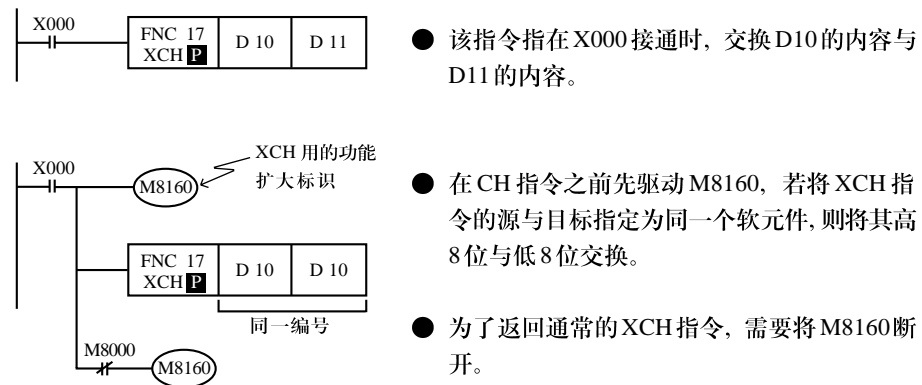 X000
FNC 17
XCH P
D 10
D 11
● 该指令指在X000接通时, 交换D10的内容与
D11的内容。
X000
M8160
XCH 用的功能
扩大标识
FNC 17
XCH P
D 10
D 10
同一编号
M8000
M8160
● 在CH 指令之前先驱动M8160, 若将 XCH 指
令的源与目标指定为同一个软元件, 则将其高
8位与低8位交换。
● 为了返回通常的XCH指令, 需要将M8160断
开。